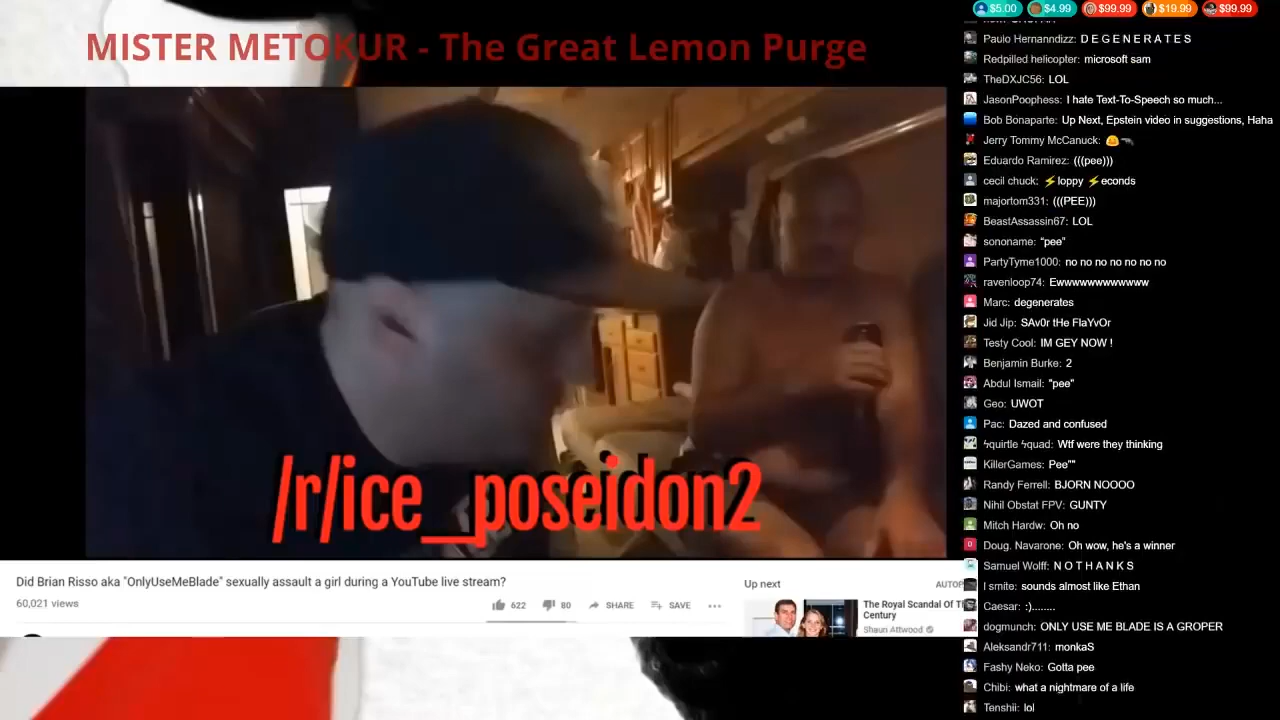 $5.00 $4.99 $99.99 $19.99 $99.99
MISTER METOKUR - The Great Lemon Purge
Paulo Hernanndizz: D E G E N E R A T E S
Redpilled helicopter: microsoft sam
TheDXJC56: LOL
JasonPoophess: I hate Text-To-Speech so much...
Bob Bonaparte: Up Next, Epstein video in suggestions, Haha
Jerry Tommy McCanuck:
Eduardo Ramirez: (((pee)))
cecil chuck: ⚡loppy ⚡econds
majortom331: (((PEE)))
BeastAssassin67: LOL
sononame: "pee"
PartyTyme1000: no no no no no no no
ravenloop74: Ewwwwwwwwwwww
Marc: degenerates
Jid Jip: SAv0r tHe FlaYvOr
Testy Cool: IM GEY NOW !
Benjamin Burke: 2
Abdul Ismail: "pee"
Geo: UWOT
Pac: Dazed and confused
ϟquirtle ϟquad: Wtf were they thinking
KillerGames: Pee""
Randy Ferrell: BJORN NOOOO
Nihil Obstat FPV: GUNTY
Mitch Hardw: Oh no
Doug. Navarone: Oh wow, he's a winner
Samuel Wolff: N O T H A N K S
l smite: sounds almost like Ethan
Caesar: :)........
dogmunch: ONLY USE ME BLADE IS A GROPER
Aleksandr711: monkaS
Fashy Neko: Gotta pee
Chibi: what a nightmare of a life
Tenshii: lol
/r/ice_poseidon2
Did Brian Risso aka "OnlyUseMeBlade" sexually assault a girl during a YouTube live stream?
60,021 views
622 80 SHARE SAVE
Up next AUTOP
The Royal Scandal Of Th
Century
Shaun Attwood